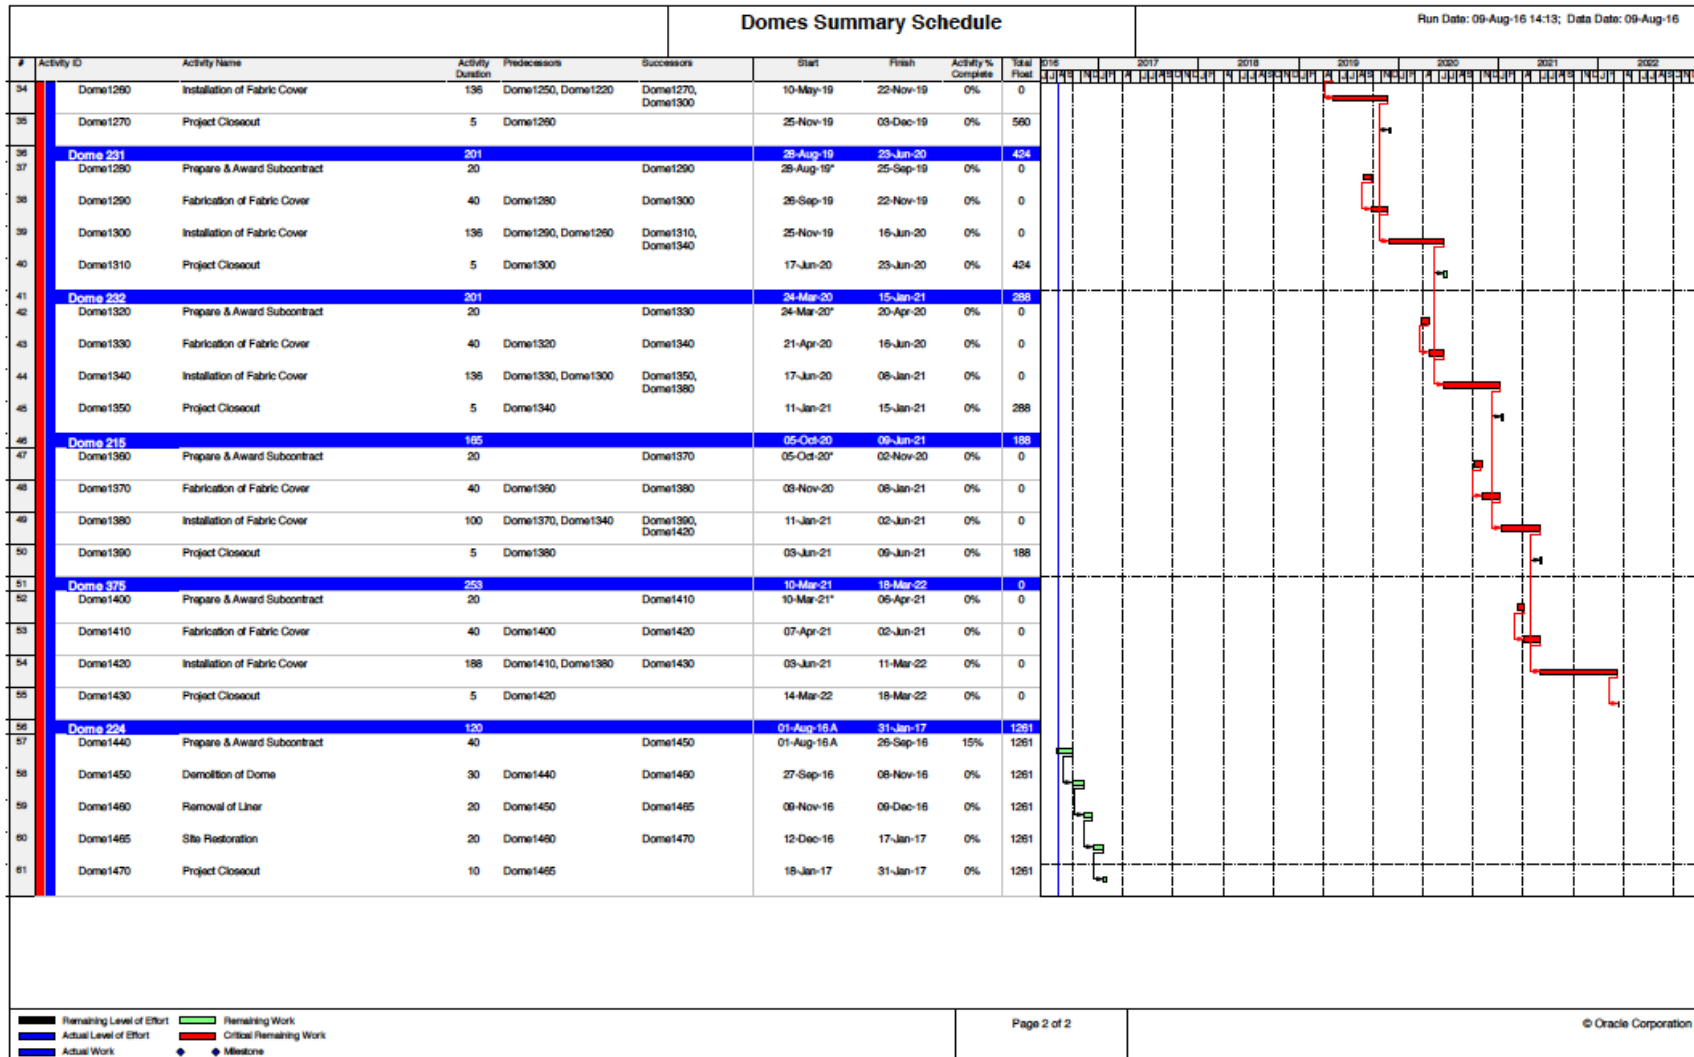 Domes Summary Schedule
Run Date: 09-Aug-16 14:13; Data Date: 09-Aug-16
# Activity ID Activity Name Activity Duration Predecessors Successors Start Finish Activity % Complete Total Float 2016 2017 2018 2019 2020 2021 2022
34 Dome1260 Installation of Fabric Cover 136 Dome1250, Dome1220 Dome1270, Dome1300 10-May-19 22-Nov-19 0% 0
35 Dome1270 Project Closeout 5 Dome1260 25-Nov-19 03-Dec-19 0% 560
36 Dome 231 201 28-Aug-19 23-Jun-20 424
37 Dome1280 Prepare & Award Subcontract 20 Dome1290 28-Aug-19* 25-Sep-19 0% 0
38 Dome1290 Fabrication of Fabric Cover 40 Dome1280 Dome1300 26-Sep-19 22-Nov-19 0% 0
39 Dome1300 Installation of Fabric Cover 136 Dome1290, Dome1260 Dome1310, Dome1340 25-Nov-19 16-Jun-20 0% 0
40 Dome1310 Project Closeout 5 Dome1300 17-Jun-20 23-Jun-20 0% 424
41 Dome 232 201 24-Mar-20 15-Jan-21 288
42 Dome1320 Prepare & Award Subcontract 20 Dome1330 24-Mar-20* 20-Apr-20 0% 0
43 Dome1330 Fabrication of Fabric Cover 40 Dome1320 Dome1340 21-Apr-20 16-Jun-20 0% 0
44 Dome1340 Installation of Fabric Cover 136 Dome1330, Dome1300 Dome1350, Dome1380 17-Jun-20 08-Jan-21 0% 0
45 Dome1350 Project Closeout 5 Dome1340 11-Jan-21 15-Jan-21 0% 288
46 Dome 215 165 05-Oct-20 09-Jun-21 188
47 Dome1360 Prepare & Award Subcontract 20 Dome1370 05-Oct-20* 02-Nov-20 0% 0
48 Dome1370 Fabrication of Fabric Cover 40 Dome1360 Dome1380 03-Nov-20 08-Jan-21 0% 0
49 Dome1380 Installation of Fabric Cover 100 Dome1370, Dome1340 Dome1390, Dome1420 11-Jan-21 02-Jun-21 0% 0
50 Dome1390 Project Closeout 5 Dome1380 03-Jun-21 09-Jun-21 0% 188
51 Dome 375 253 10-Mar-21 18-Mar-22 0
52 Dome1400 Prepare & Award Subcontract 20 Dome1410 10-Mar-21* 06-Apr-21 0% 0
53 Dome1410 Fabrication of Fabric Cover 40 Dome1400 Dome1420 07-Apr-21 02-Jun-21 0% 0
54 Dome1420 Installation of Fabric Cover 188 Dome1410, Dome1380 Dome1430 03-Jun-21 11-Mar-22 0% 0
55 Dome1430 Project Closeout 5 Dome1420 14-Mar-22 18-Mar-22 0% 0
56 Dome 224 120 01-Aug-16 A 31-Jan-17 1261
57 Dome1440 Prepare & Award Subcontract 40 Dome1450 01-Aug-16 A 26-Sep-16 15% 1261
58 Dome1450 Demolition of Dome 30 Dome1440 Dome1460 27-Sep-16 08-Nov-16 0% 1261
59 Dome1460 Removal of Liner 20 Dome1450 Dome1465 09-Nov-16 09-Dec-16 0% 1261
60 Dome1465 Site Restoration 20 Dome1460 Dome1470 12-Dec-16 17-Jan-17 0% 1261
61 Dome1470 Project Closeout 10 Dome1465 18-Jan-17 31-Jan-17 0% 1261
Remaining Level of Effort Remaining Work
Actual Level of Effort Critical Remaining Work
Actual Work Milestone
Page 2 of 2
© Oracle Corporation